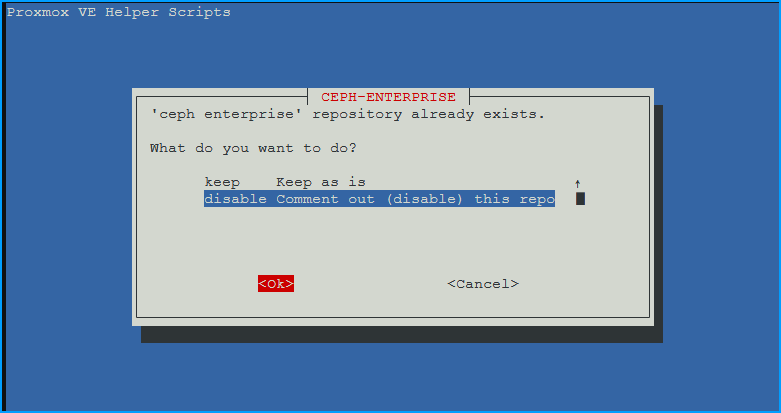 Proxmox VE Helper Scripts
CEPH-ENTERPRISE
'ceph enterprise' repository already exists.
What do you want to do?
keep    Keep as is
disable Comment out (disable) this repo
<Ok>
<Cancel>